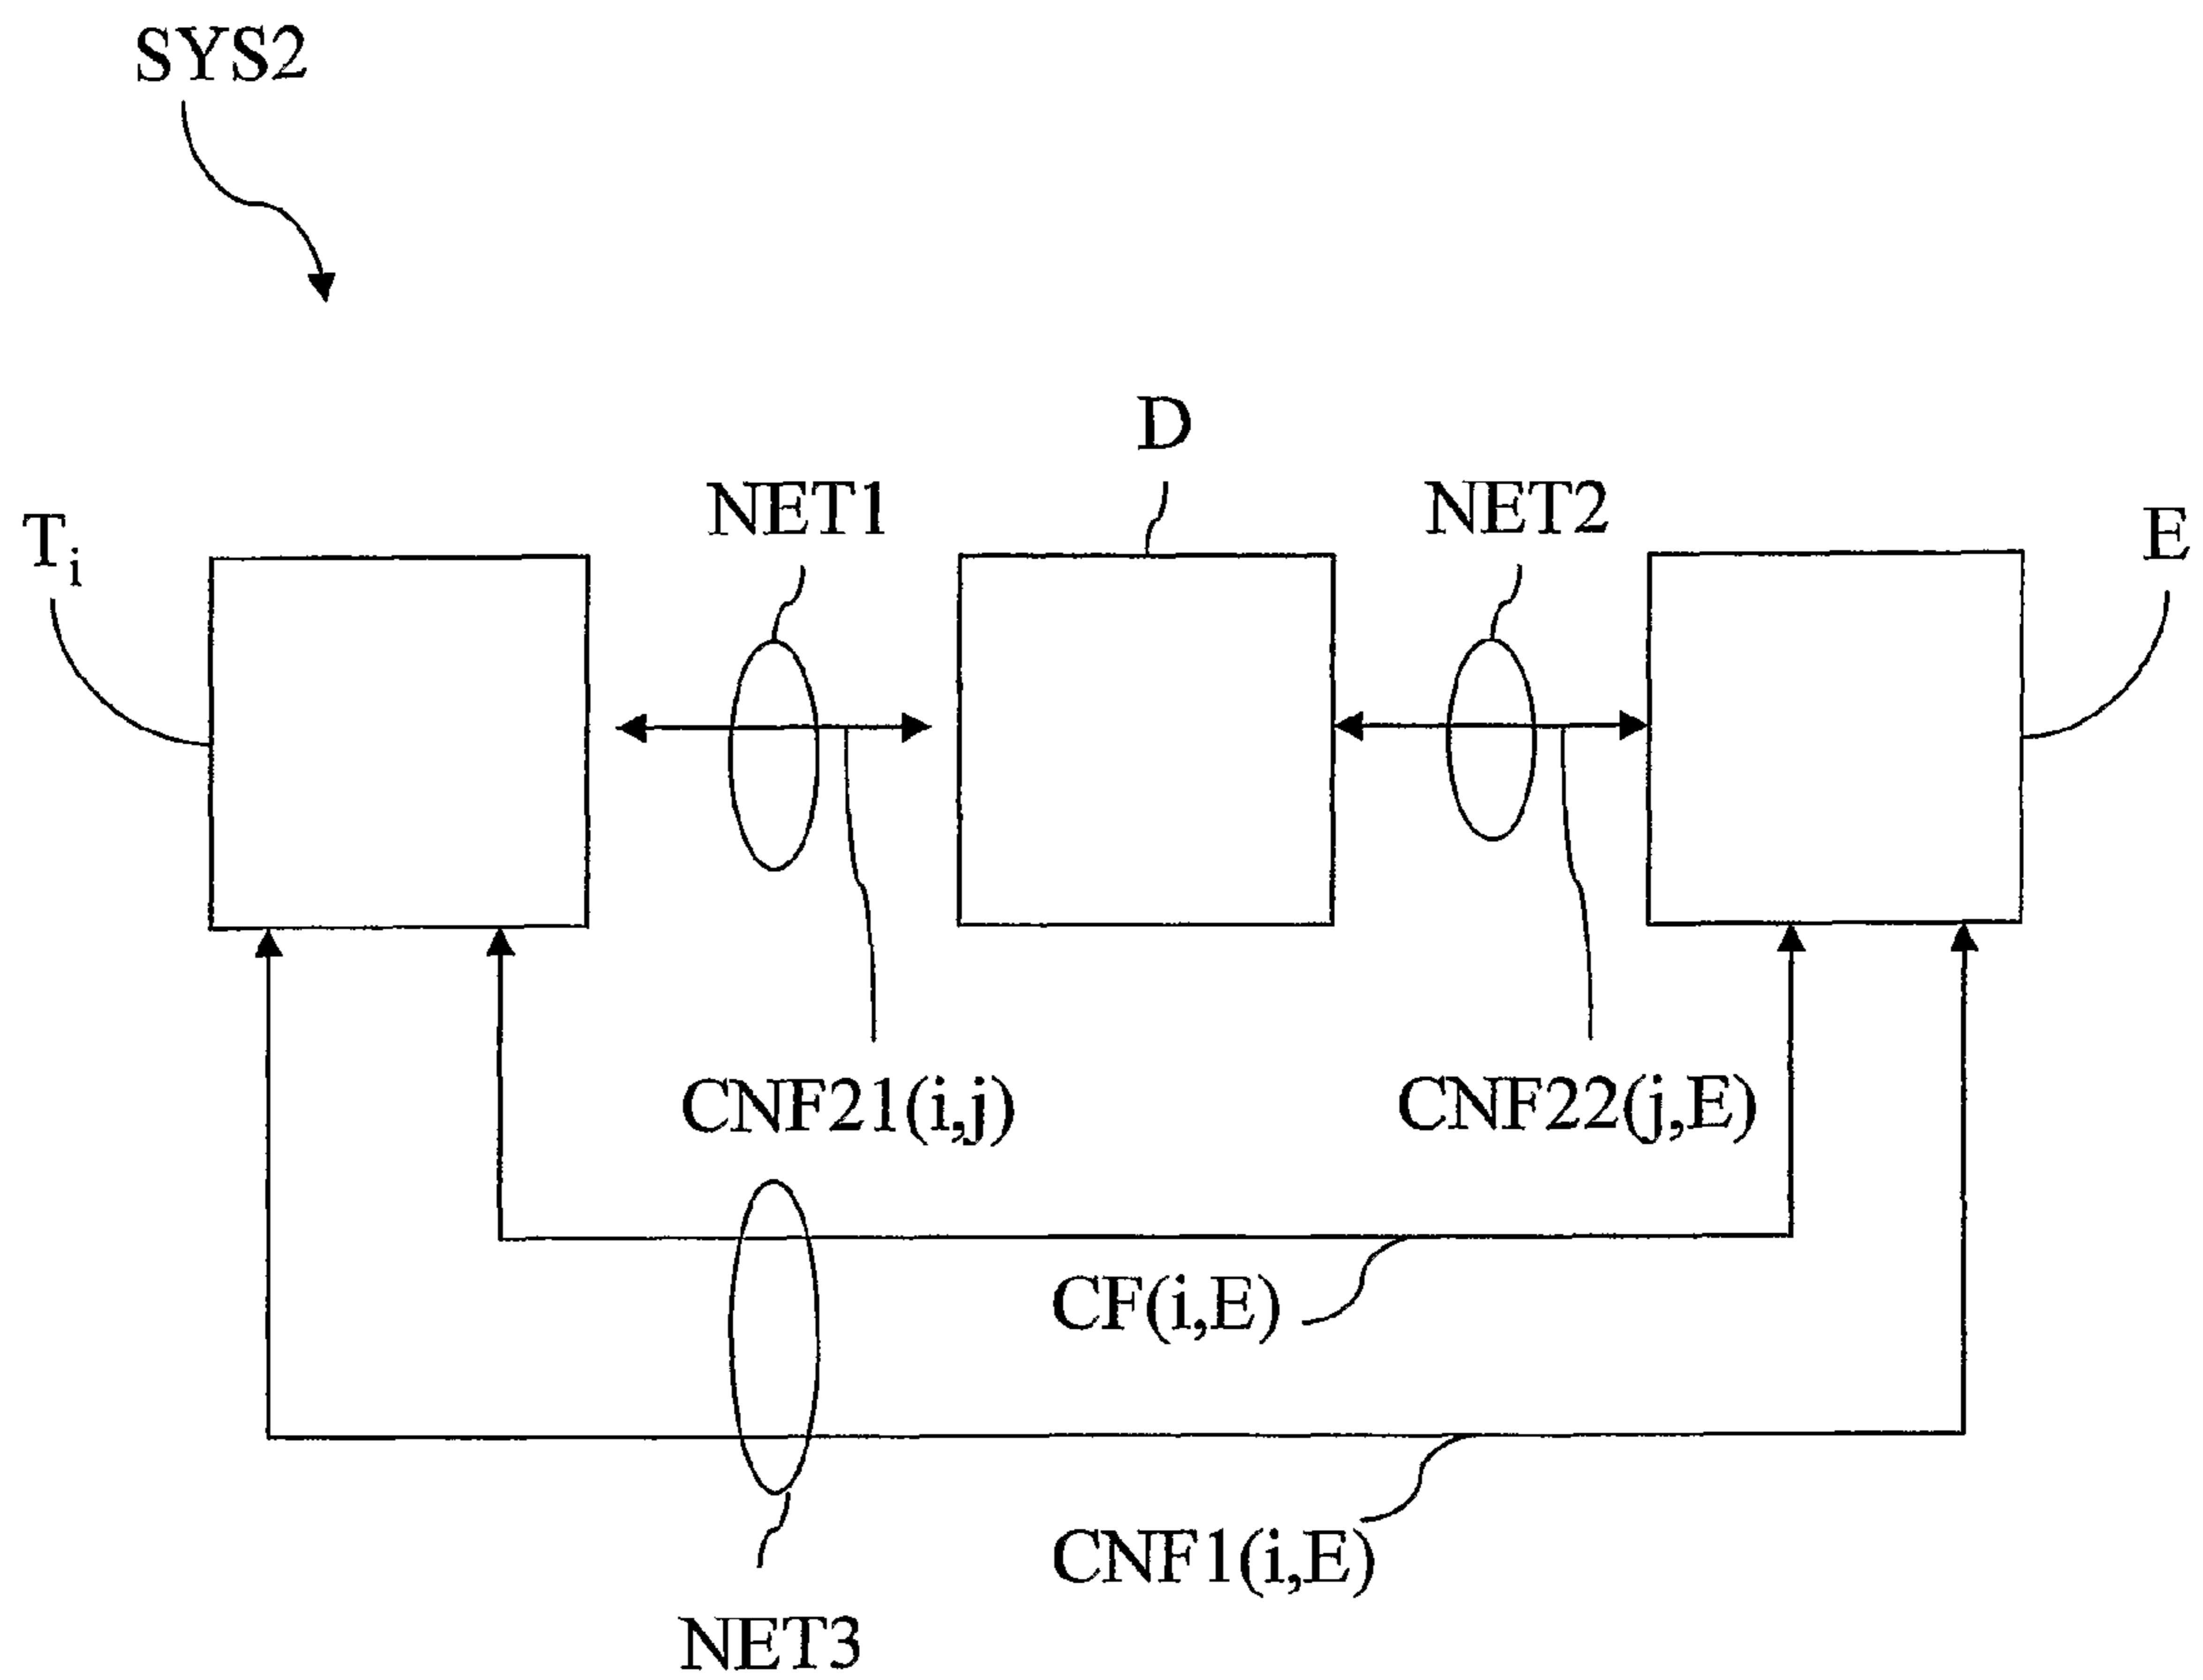 SYS2
D
NET1
NET2
Ti
E
CNF21(i,j)
CNF22(j,E)
CF(i,E)
CNF1(i,E)
NET3